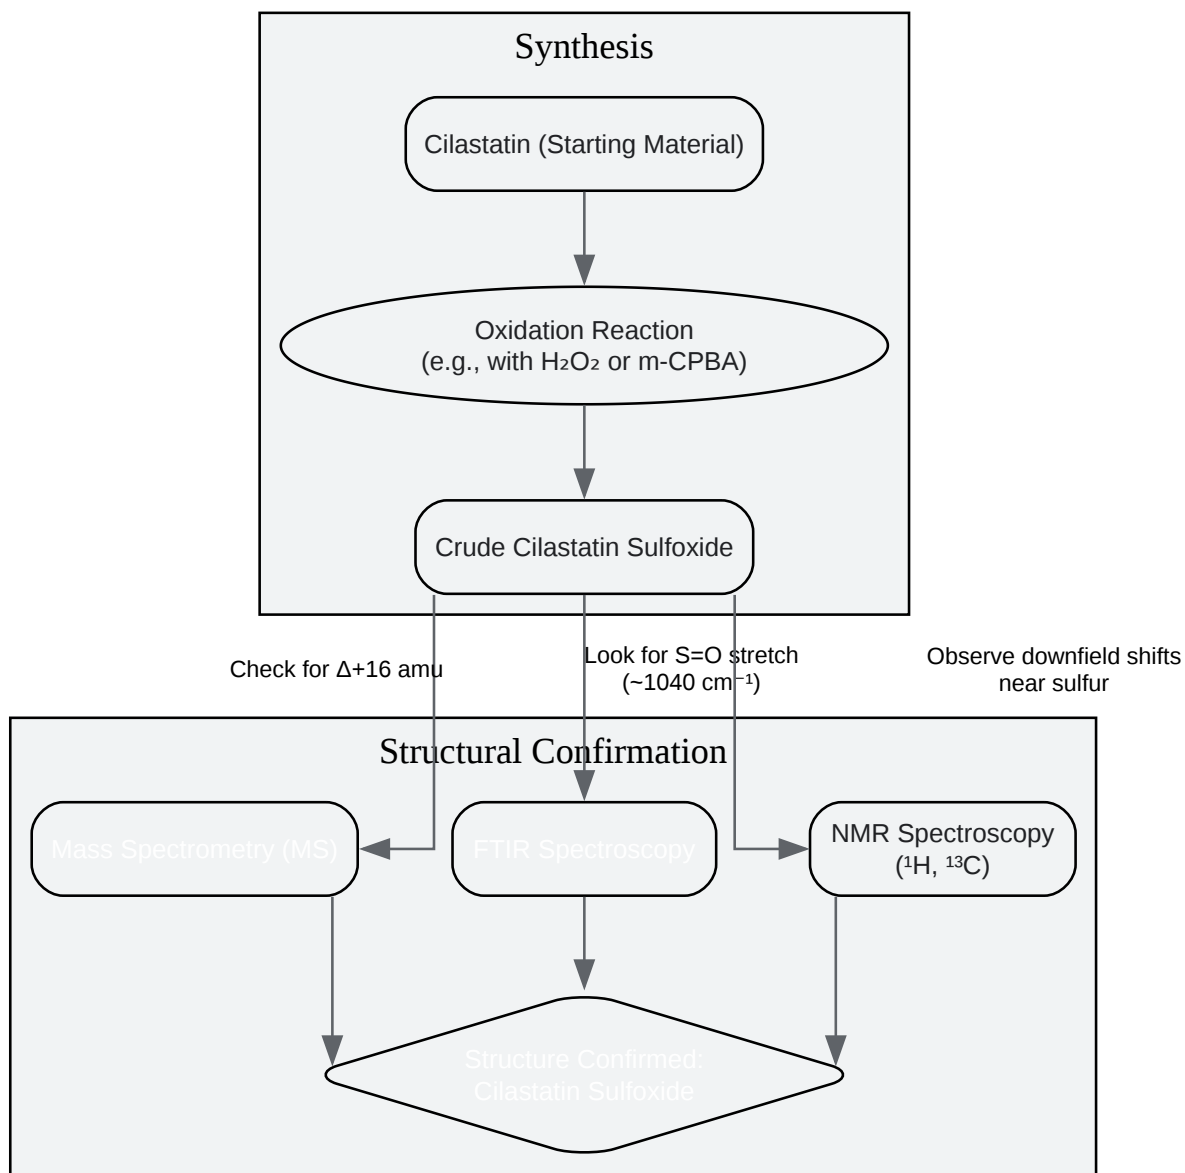 Synthesis
Cilastatin (Starting Material)
Oxidation Reaction
(e.g., with H₂O₂ or m-CPBA)
Crude Cilastatin Sulfoxide
Check for Δ+16 amu
Look for S=O stretch
(~1040 cm⁻¹)
Observe downfield shifts
near sulfur
Structural Confirmation
Mass Spectrometry (MS)
FTIR Spectroscopy
NMR Spectroscopy
(¹H, ¹³C)
Structure Confirmed:
Cilastatin Sulfoxide